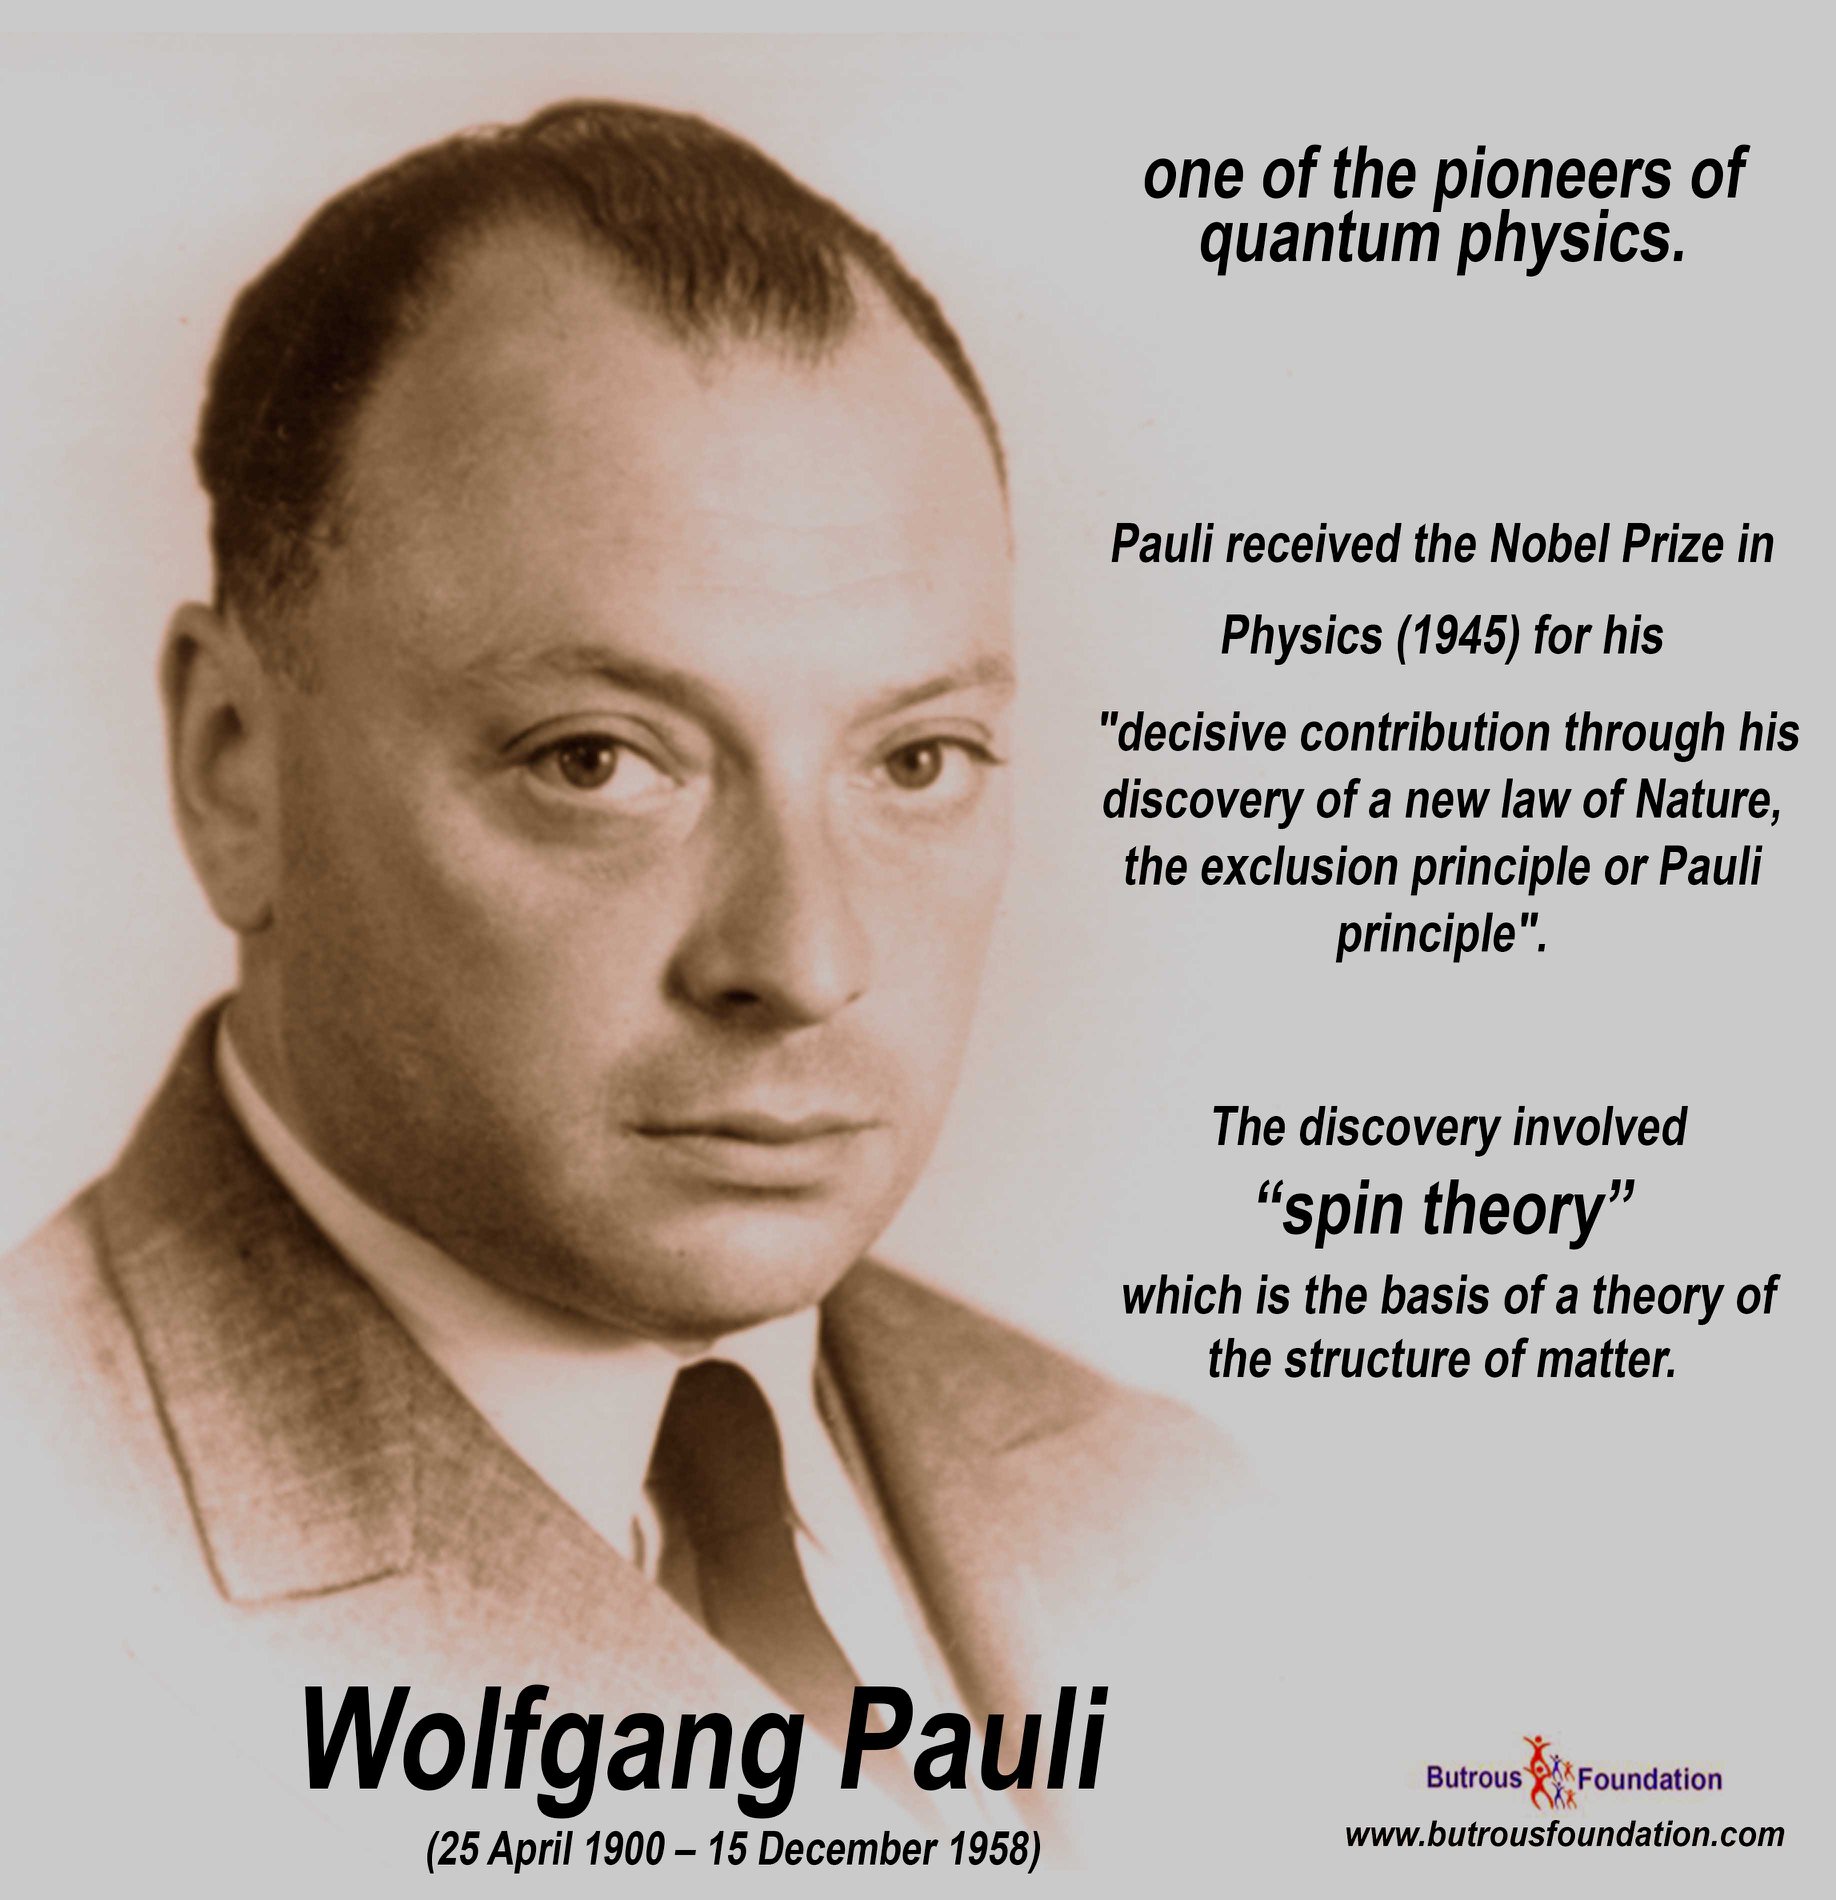 one of the pioneers of
quantum physics.
Pauli received the Nobel Prize in
Physics (1945) for his
"decisive contribution through his
discovery of a new law of Nature,
the exclusion principle or Pauli
principle".
The discovery involved
“spin theory”
which is the basis of a theory of
the structure of matter.
Wolfgang Pauli
(25 April 1900 – 15 December 1958)
Butrous Foundation
www.butrousfoundation.com